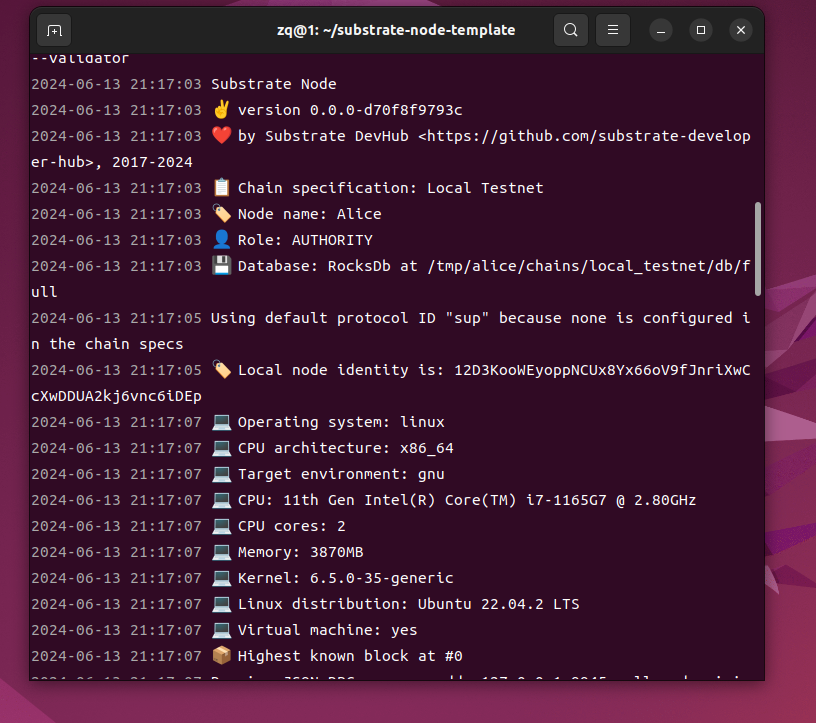 zq@1: ~/substrate-node-template
--validator
2024-06-13 21:17:03 Substrate Node
2024-06-13 21:17:03 ✌️ version 0.0.0-d70f8f9793c
2024-06-13 21:17:03 ❤️ by Substrate DevHub <https://github.com/substrate-develop
er-hub>, 2017-2024
2024-06-13 21:17:03 📋 Chain specification: Local Testnet
2024-06-13 21:17:03 🏷 Node name: Alice
2024-06-13 21:17:03 👤 Role: AUTHORITY
2024-06-13 21:17:03 💾 Database: RocksDb at /tmp/alice/chains/local_testnet/db/f
ull
2024-06-13 21:17:05 Using default protocol ID "sup" because none is configured i
n the chain specs
2024-06-13 21:17:05 🏷 Local node identity is: 12D3KooWEyoppNCUx8Yx66oV9fJnriXwC
cXwDDUA2kj6vnc6iDEp
2024-06-13 21:17:07 💻 Operating system: linux
2024-06-13 21:17:07 💻 CPU architecture: x86_64
2024-06-13 21:17:07 💻 Target environment: gnu
2024-06-13 21:17:07 💻 CPU: 11th Gen Intel(R) Core(TM) i7-1165G7 @ 2.80GHz
2024-06-13 21:17:07 💻 CPU cores: 2
2024-06-13 21:17:07 💻 Memory: 3870MB
2024-06-13 21:17:07 💻 Kernel: 6.5.0-35-generic
2024-06-13 21:17:07 💻 Linux distribution: Ubuntu 22.04.2 LTS
2024-06-13 21:17:07 💻 Virtual machine: yes
2024-06-13 21:17:07 📦 Highest known block at #0